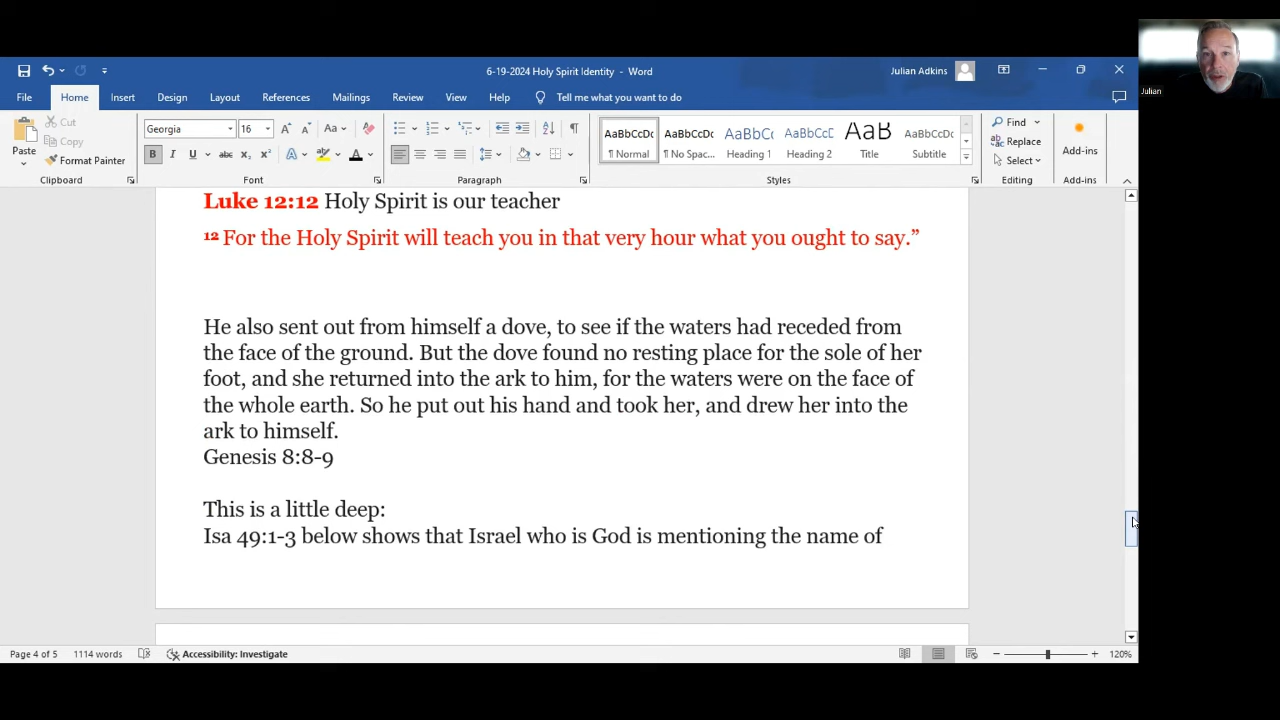 6-19-2024 Holy Spirit Identity - Word
Julian Adkins
File Home Insert Design Layout References Mailings Review View Help Tell me what you want to do
Julian
Paste
Cut
Copy
Format Painter
Clipboard
Georgia 16
Font
Paragraph
AaBbCcDc AaBbCcDc AaBbCc AaBbCcD AaB AaBbCcD
¶ Normal ¶ No Spac... Heading 1 Heading 2 Title Subtitle
Styles
Find
Replace
Select
Editing
Add-ins
Add-ins
Luke 12:12 Holy Spirit is our teacher
12 For the Holy Spirit will teach you in that very hour what you ought to say.”
He also sent out from himself a dove, to see if the waters had receded from
the face of the ground. But the dove found no resting place for the sole of her
foot, and she returned into the ark to him, for the waters were on the face of
the whole earth. So he put out his hand and took her, and drew her into the
ark to himself.
Genesis 8:8-9
This is a little deep:
Isa 49:1-3 below shows that Israel who is God is mentioning the name of
Page 4 of 5 1114 words Accessibility: Investigate 120%